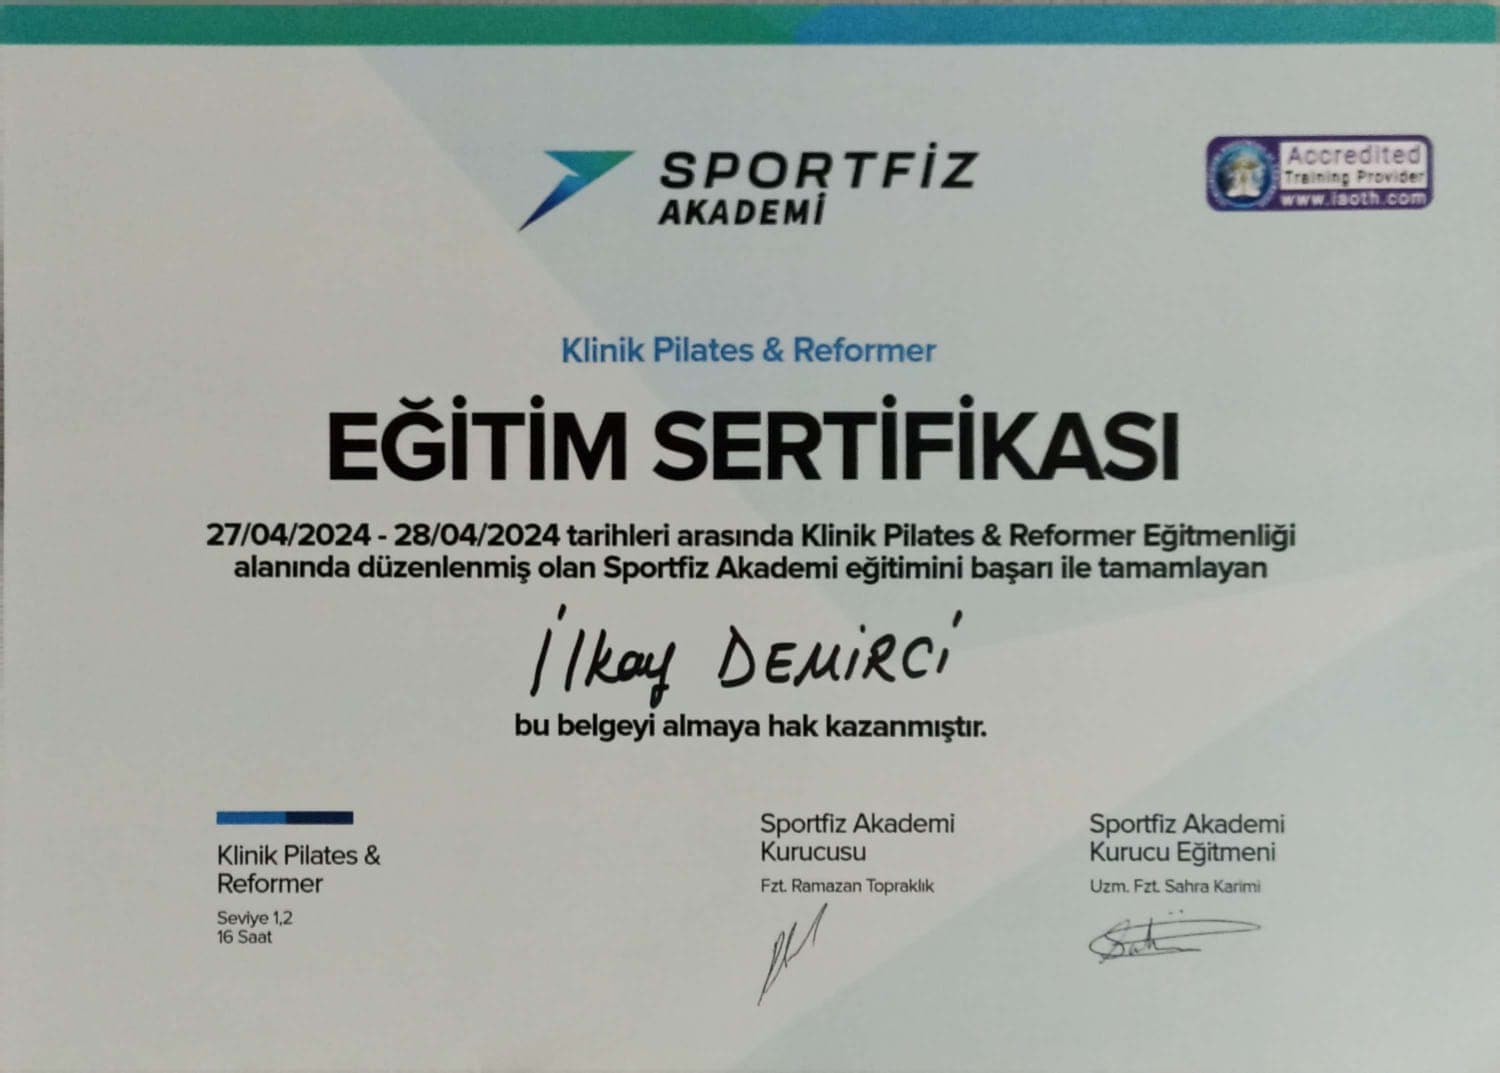 SPORTFİZ
AKADEMİ
Accredited
Training Provider
www.isoth.com
Klinik Pilates & Reformer
EĞİTİM SERTİFİKASI
27/04/2024 - 28/04/2024 tarihleri arasında Klinik Pilates & Reformer Eğitmenliği
alanında düzenlenmiş olan Sportfiz Akademi eğitimini başarı ile tamamlayan
İlkay DEMİRCİ
bu belgeyi almaya hak kazanmıştır.
Klinik Pilates &
Reformer
Seviye 1,2
16 Saat
Sportfiz Akademi
Kurucusu
Fzt. Ramazan Topraklık
Sportfiz Akademi
Kurucu Eğitmeni
Uzm. Fzt. Sahra Karimi